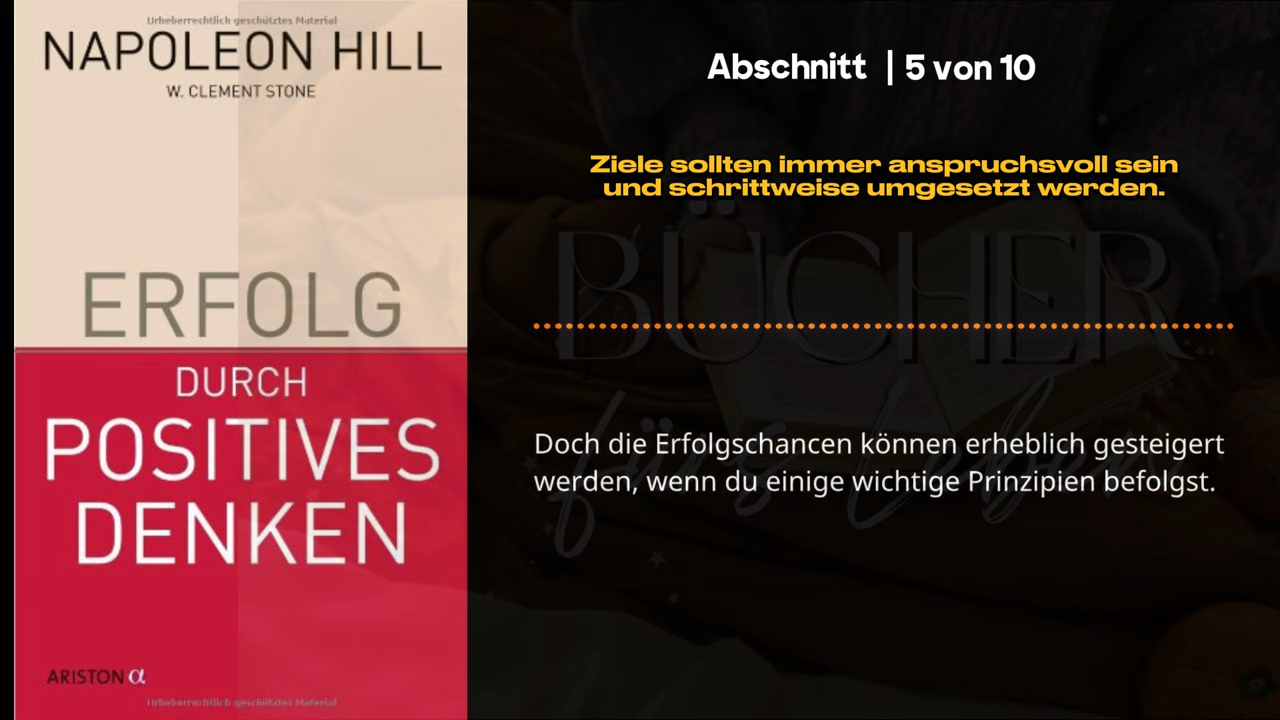 Urheberrechtlich geschütztes Material
NAPOLEON HILL
W. CLEMENT STONE
ERFOLG
DURCH
POSITIVES
DENKEN
ARISTON α
Urheberrechtlich geschütztes Material
Abschnitt | 5 von 10
Ziele sollten immer anspruchsvoll sein
und schrittweise umgesetzt werden.
BÜCHER
fürs Leben
Doch die Erfolgschancen können erheblich gesteigert
werden, wenn du einige wichtige Prinzipien befolgst.